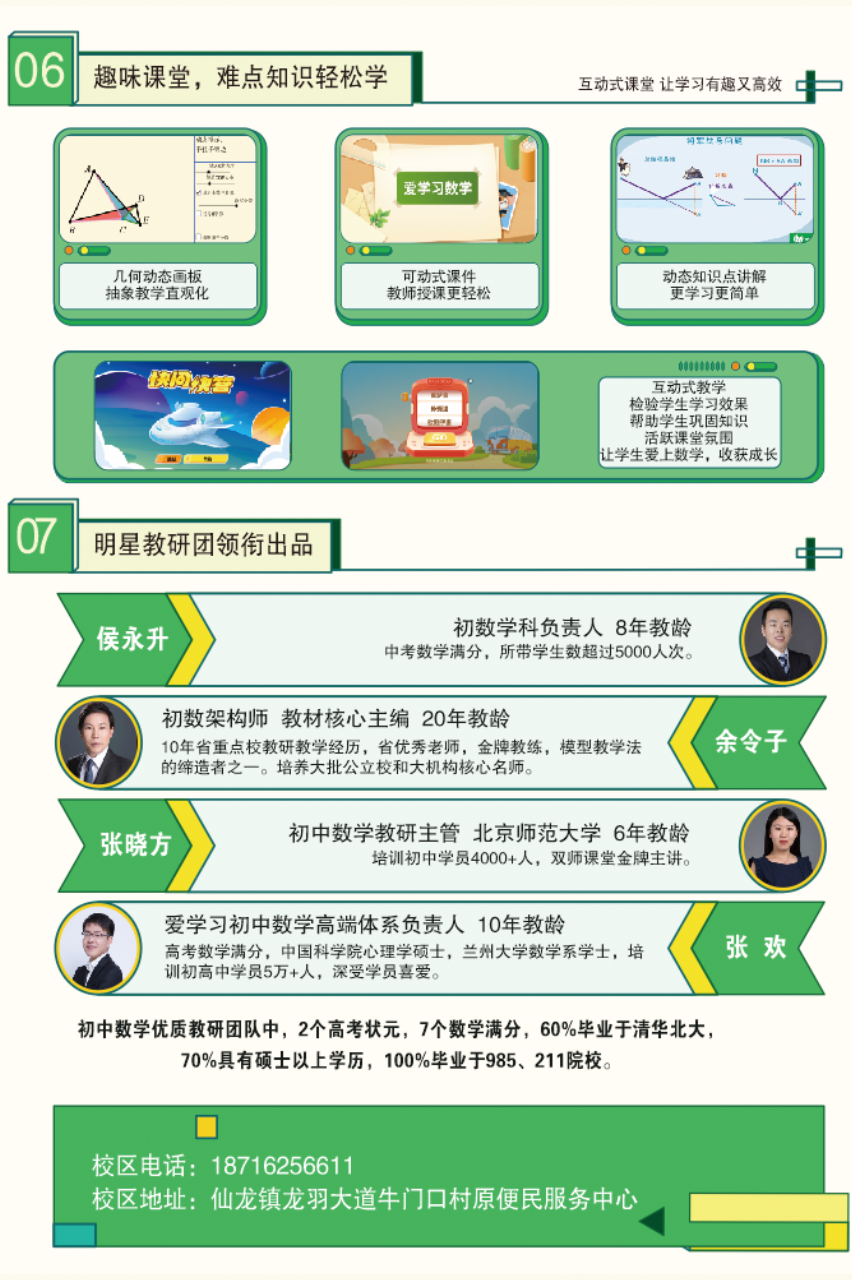 06
趣味课堂，难点知识轻松学
互动式课堂 让学习有趣又高效
A
B
C
D
E
爱学习数学
几何动态画板
抽象教学直观化
可动式课件
教师授课更轻松
动态知识点讲解
更学习更简单
快问快答
互动式教学
检验学生学习效果
帮助学生巩固知识
活跃课堂氛围
让学生爱上数学，收获成长
07
明星教研团领衔出品
侯永升
初数学科负责人 8年教龄
中考数学满分，所带学生数超过5000人次。
初数架构师 教材核心主编 20年教龄
10年省重点校教研教学经历，省优秀老师，金牌教练，模型教学法
的缔造者之一。培养大批公立校和大机构核心名师。
余令子
张晓方
初中数学教研主管 北京师范大学 6年教龄
培训初中学员4000+人，双师课堂金牌主讲。
爱学习初中数学高端体系负责人 10年教龄
高考数学满分，中国科学院心理学硕士，兰州大学数学系学士，培
训初高中学员5万+人，深受学员喜爱。
张 欢
初中数学优质教研团队中，2个高考状元，7个数学满分，60%毕业于清华北大，
70%具有硕士以上学历，100%毕业于985、211院校。
校区电话：18716256611
校区地址：仙龙镇龙羽大道牛门口村原便民服务中心